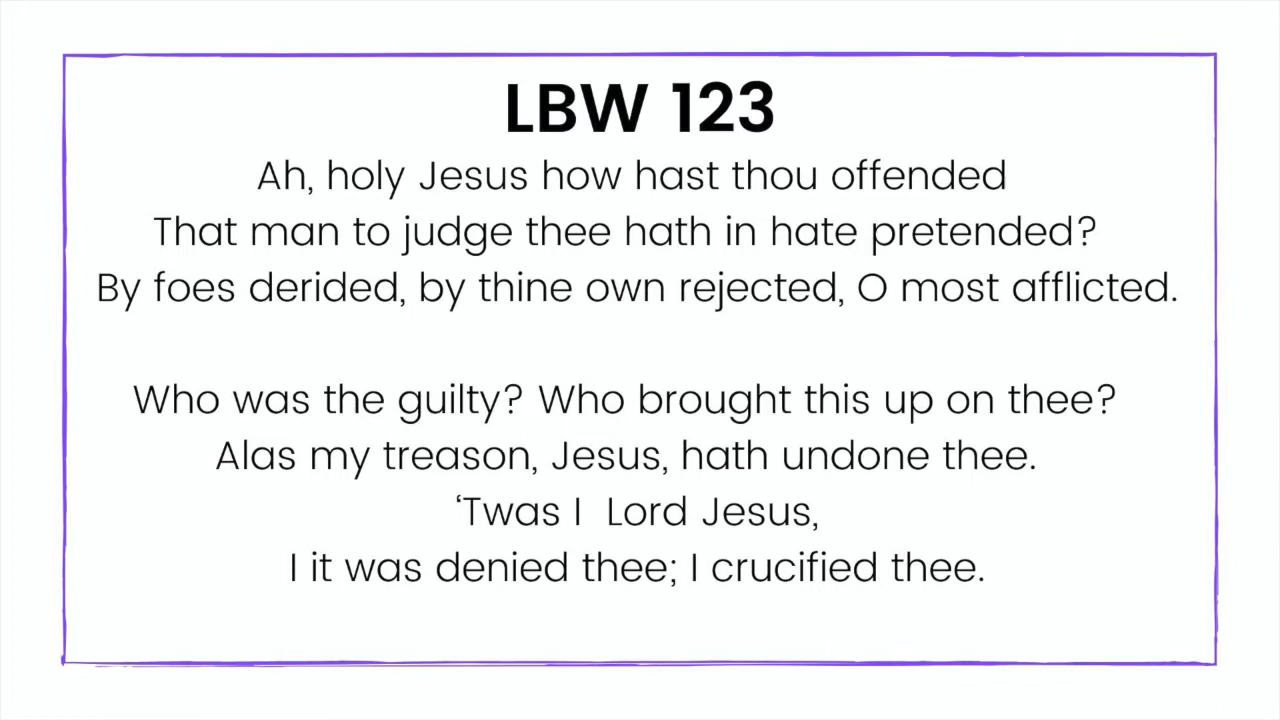 LBW 123
Ah, holy Jesus how hast thou offended
That man to judge thee hath in hate pretended?
By foes derided, by thine own rejected, O most afflicted.
Who was the guilty? Who brought this up on thee?
Alas my treason, Jesus, hath undone thee.
‘Twas I  Lord Jesus,
I it was denied thee; I crucified thee.